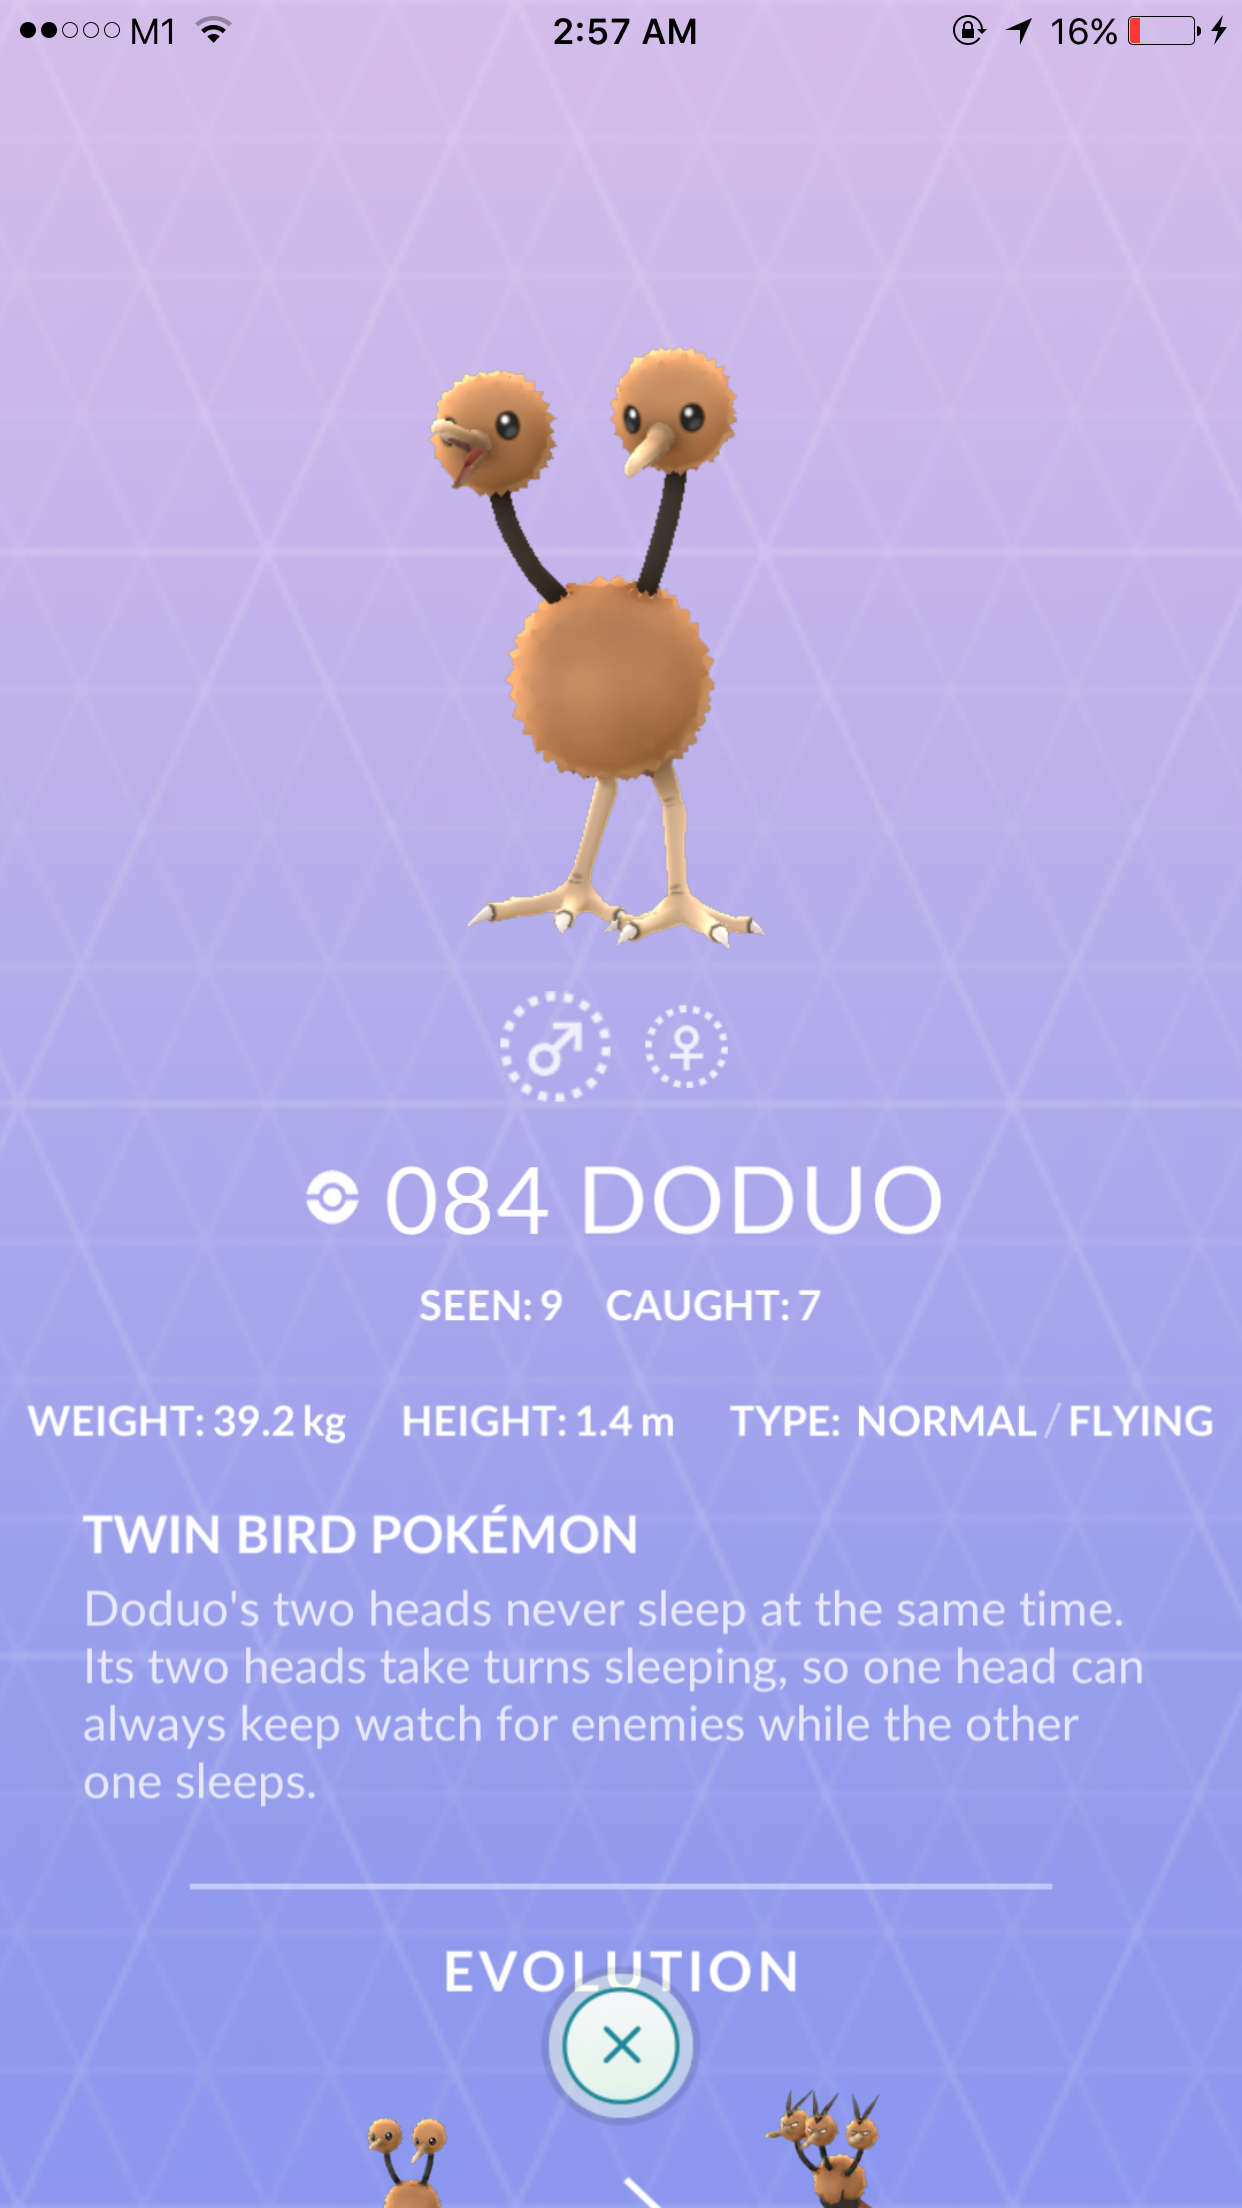 M1 2:57 AM 16%
084 DODUO
SEEN: 9 CAUGHT: 7
WEIGHT: 39.2 kg HEIGHT: 1.4 m TYPE: NORMAL / FLYING
TWIN BIRD POKÉMON
Doduo's two heads never sleep at the same time.
Its two heads take turns sleeping, so one head can
always keep watch for enemies while the other
one sleeps.
EVOLUTION